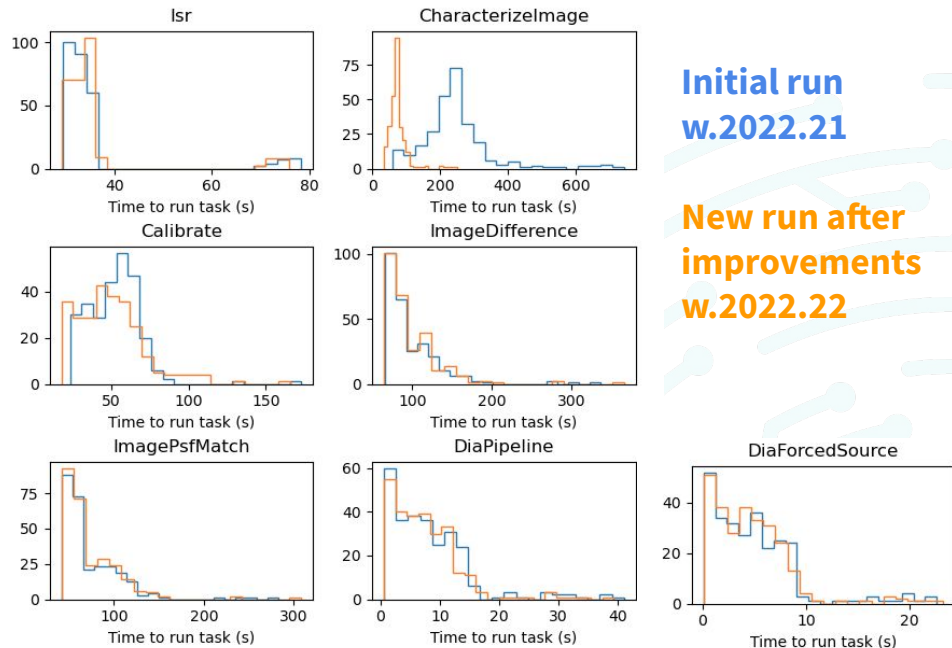 Isr
100
50
0
40
60
80
Time to run task (s)
CharacterizeImage
75
50
25
0
0
200
400
600
Time to run task (s)
Initial run
w.2022.21
New run after
improvements
w.2022.22
Calibrate
40
20
0
50
100
150
Time to run task (s)
ImageDifference
100
50
0
100
200
300
Time to run task (s)
ImagePsfMatch
75
50
25
0
100
200
300
Time to run task (s)
DiaPipeline
60
40
20
0
0
10
20
30
40
Time to run task (s)
DiaForcedSource
40
20
0
0
10
20
Time to run task (s)